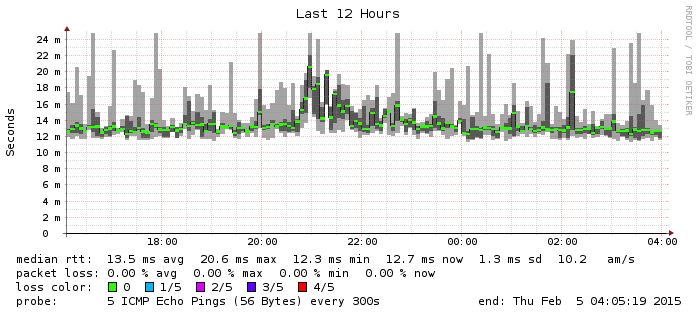 Last 12 Hours
RRDTOOL / TOBI OETIKER
Seconds
24 m
22 m
20 m
18 m
16 m
14 m
12 m
10 m
8 m
6 m
4 m
2 m
0
18:00 20:00 22:00 00:00 02:00 04:00
median rtt: 13.5 ms avg 20.6 ms max 12.3 ms min 12.7 ms now 1.3 ms sd 10.2 am/s
packet loss: 0.00 % avg 0.00 % max 0.00 % min 0.00 % now
loss color: 0 1/5 2/5 3/5 4/5
probe: 5 ICMP Echo Pings (56 Bytes) every 300s end: Thu Feb 5 04:05:19 2015